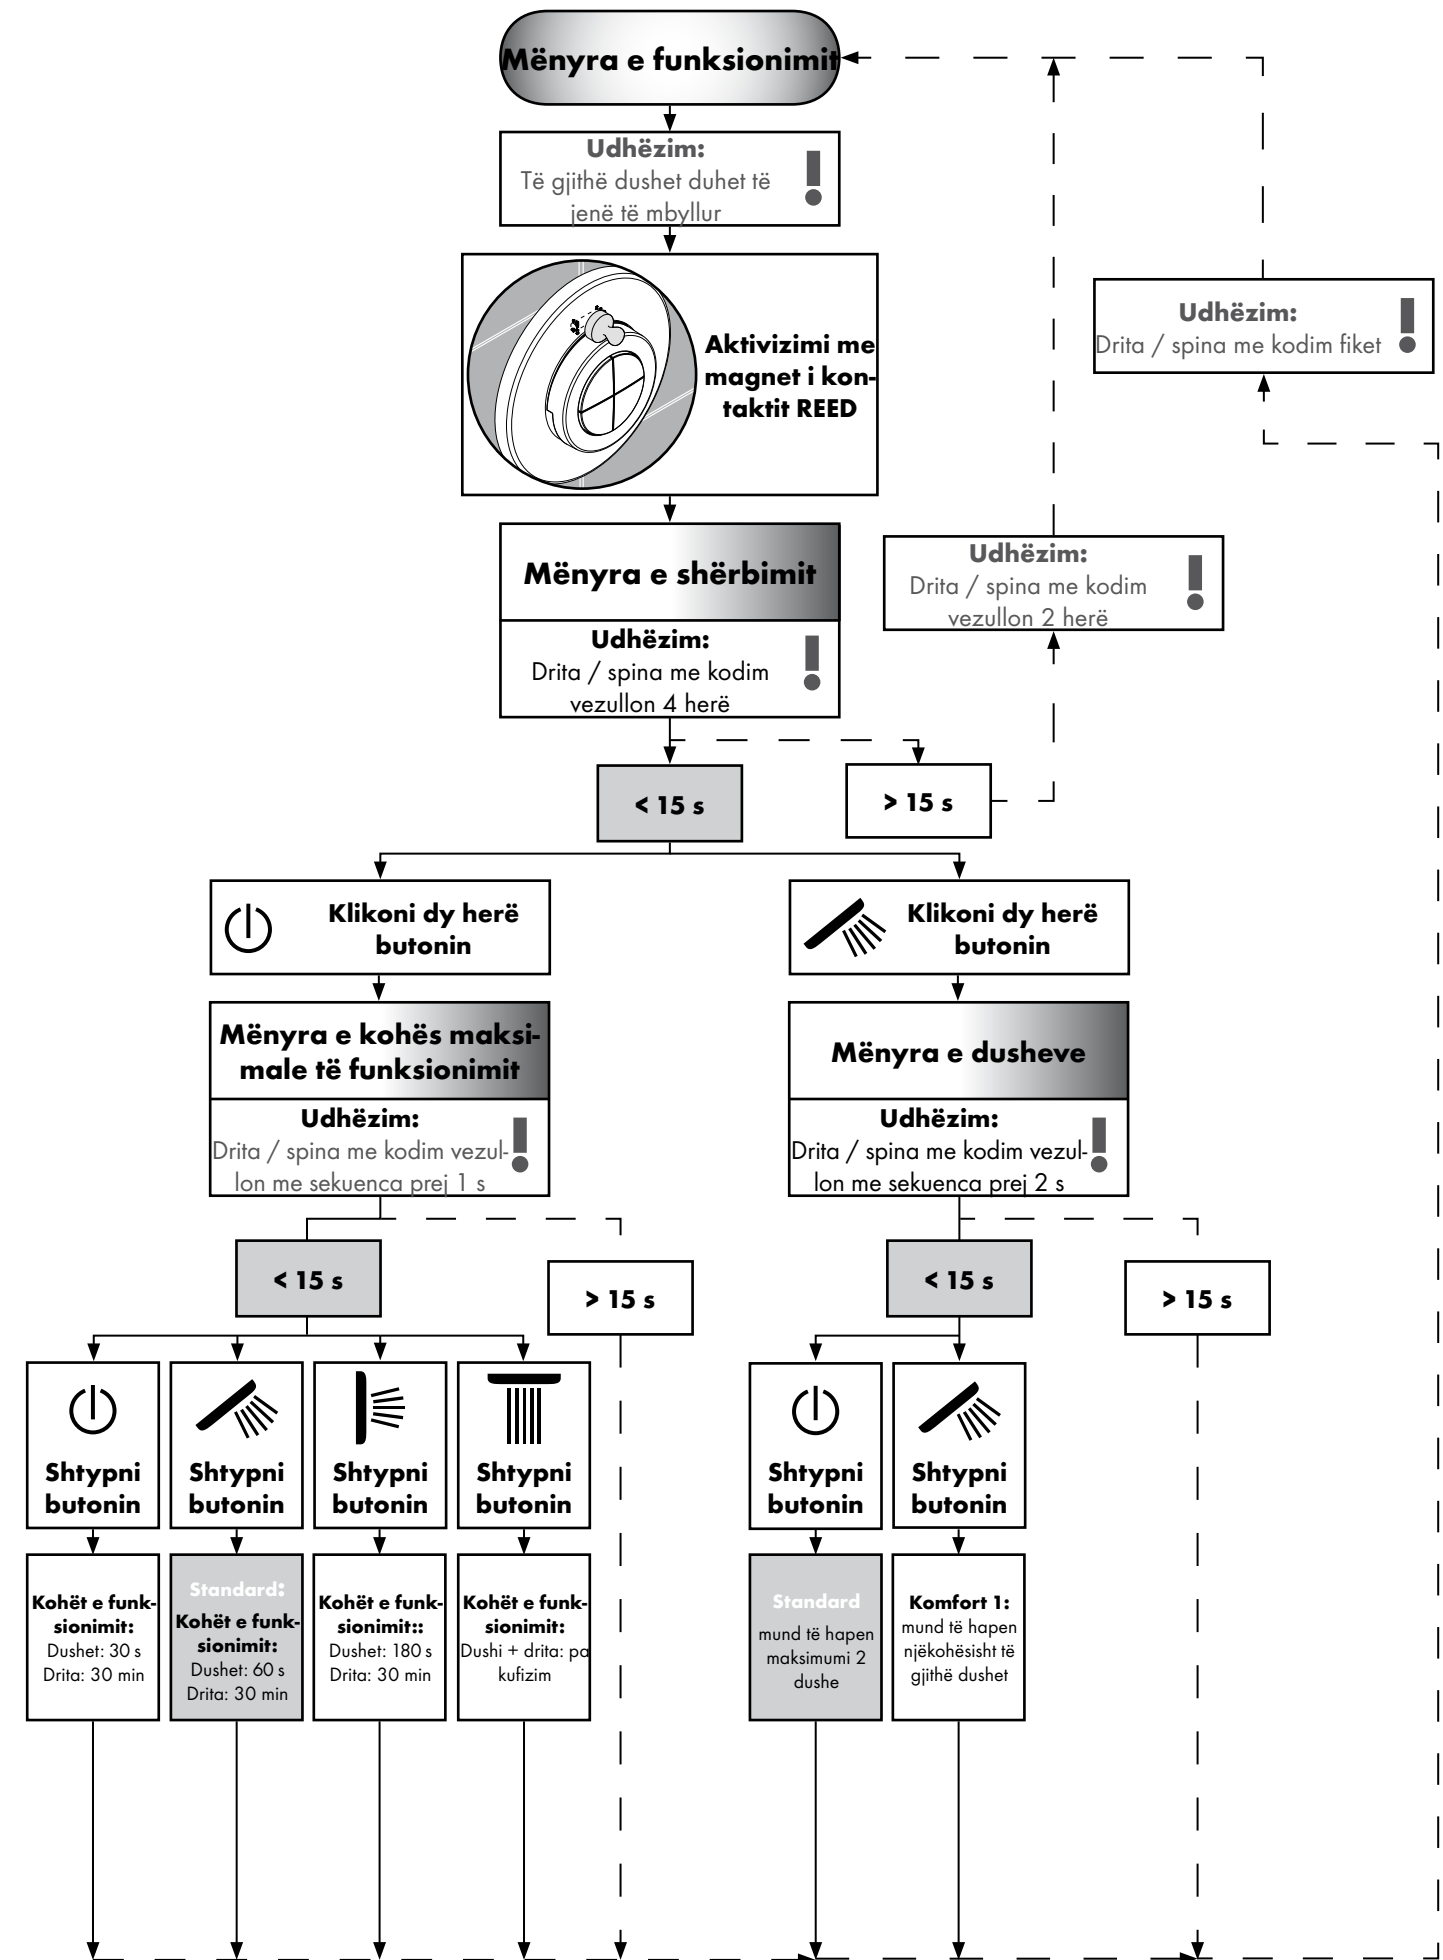 Mënyra e funksionimit
Udhëzim:
Të gjithë dushet duhet të
jenë të mbyllur
Aktivizimi me
magnet i kon-
taktit REED
Udhëzim:
Drita / spina me kodim fiket
Mënyra e shërbimit
Udhëzim:
Drita / spina me kodim
vezullon 4 herë
Udhëzim:
Drita / spina me kodim
vezullon 2 herë
< 15 s
> 15 s
Klikoni dy herë
butonin
Klikoni dy herë
butonin
Mënyra e kohës maksi-
male të funksionimit
Udhëzim:
Drita / spina me kodim vezul-
lon me sekuenca prej 1 s
Mënyra e dusheve
Udhëzim:
Drita / spina me kodim vezul-
lon me sekuenca prej 2 s
< 15 s
> 15 s
< 15 s
> 15 s
Shtypni
butonin
Shtypni
butonin
Shtypni
butonin
Shtypni
butonin
Shtypni
butonin
Shtypni
butonin
Kohët e funk-
sionimit:
Dushet: 30 s
Drita: 30 min
Standard:
Kohët e funk-
sionimit:
Dushet: 60 s
Drita: 30 min
Kohët e funk-
sionimit::
Dushet: 180 s
Drita: 30 min
Kohët e funk-
sionimit:
Dushi + drita: pa
kufizim
Standard
mund të hapen
maksimumi 2
dushe
Komfort 1:
mund të hapen
njëkohësisht të
gjithë dushet